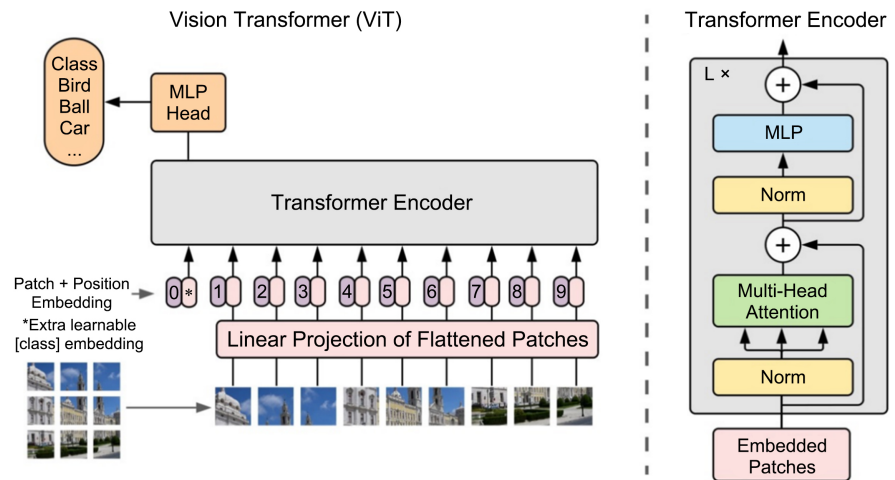 Vision Transformer (ViT)
Class
Bird
Ball
Car
...
MLP
Head
Transformer Encoder
Patch + Position
Embedding
0 * 1 2 3 4 5 6 7 8 9
*Extra learnable
[class] embedding
Linear Projection of Flattened Patches
Transformer Encoder
L ×
+
MLP
Norm
+
Multi-Head
Attention
Norm
Embedded
Patches